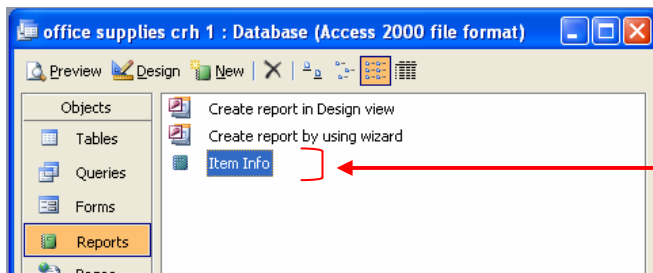 office supplies crh 1 : Database (Access 2000 file format)
Preview Design New
Objects
Create report in Design view
Tables
Create report by using wizard
Queries
Item Info
Forms
Reports
Pages